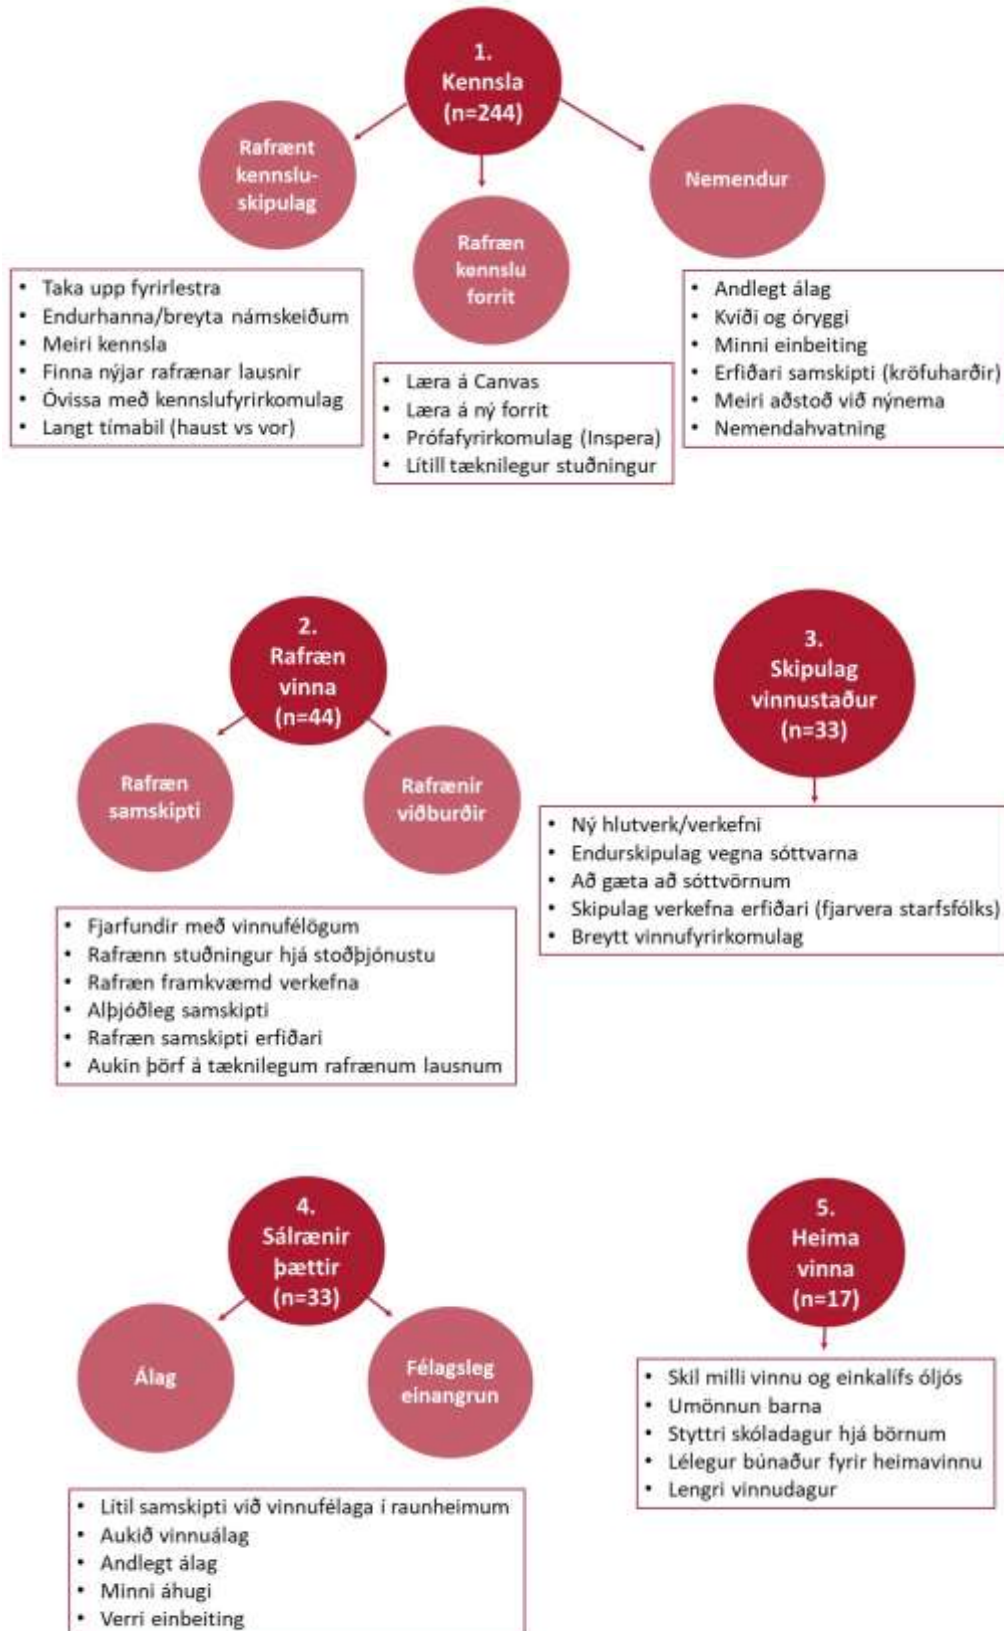 1.
Kennsla
(n=244)
Rafrænt
kennslu-
skipulag
Rafræn
kennslu
forrit
Nemendur
• Taka upp fyrirlestra
• Endurhanna/breyta námskeiðum
• Meiri kennsla
• Finna nýjar rafrænar lausnir
• Óvissa með kennslufyrirkomulag
• Langt tímabil (haust vs vor)
• Læra á Canvas
• Læra á ný forrit
• Prófafyrirkomulag (Inspera)
• Lítill tæknilegur stuðningur
• Andlegt álag
• Kvíði og óryggi
• Minni einbeiting
• Erfiðari samskipti (kröfuharðir)
• Meiri aðstoð við nýnema
• Nemendahvatning
2.
Rafræn
vinna
(n=44)
Rafræn
samskipti
Rafrænir
viðburðir
• Fjarfundir með vinnufélögum
• Rafrænn stuðningur hjá stoðþjónustu
• Rafræn framkvæmd verkefna
• Alþjóðleg samskipti
• Rafræn samskipti erfiðari
• Aukin þörf á tæknilegum rafrænum lausnum
3.
Skipulag
vinnustaður
(n=33)
• Ný hlutverk/verkefni
• Endurskipulag vegna sóttvarna
• Að gæta að sóttvörnum
• Skipulag verkefna erfiðari (fjarvera starfsfólks)
• Breytt vinnufyrirkomulag
4.
Sálrænir
þættir
(n=33)
Álag
Félagsleg
einangrun
• Lítil samskipti við vinnufélaga í raunheimum
• Aukið vinnuálag
• Andlegt álag
• Minni áhugi
• Verri einbeiting
5.
Heima
vinna
(n=17)
• Skil milli vinnu og einkalífs óljós
• Umönnun barna
• Styttri skóladagur hjá börnum
• Lélegur búnaður fyrir heimavinnu
• Lengri vinnudagur